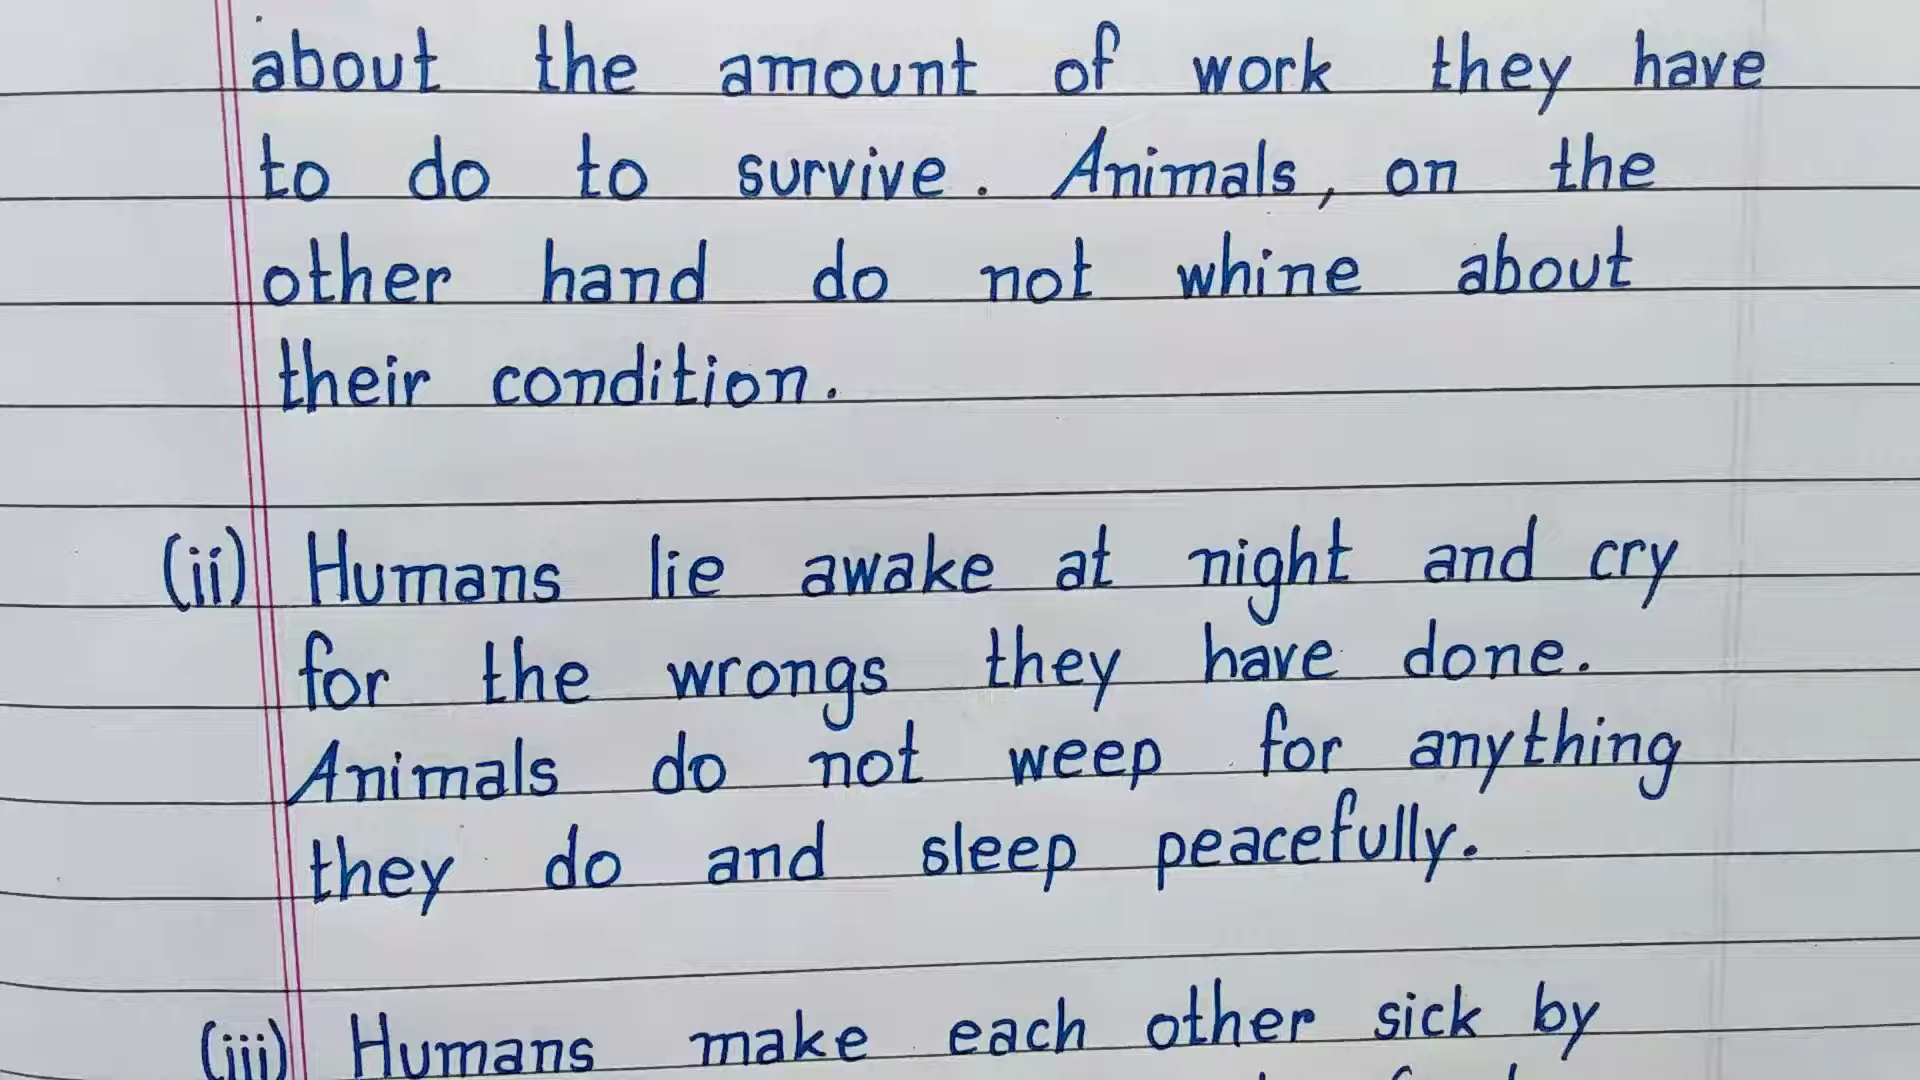 about the amount of work they have
to do to survive. Animals, on the
other hand do not whine about
their condition.
(ii) Humans lie awake at night and cry
for the wrongs they have done.
Animals do not weep for anything
they do and sleep peacefully.
(iii) Humans make each other sick by